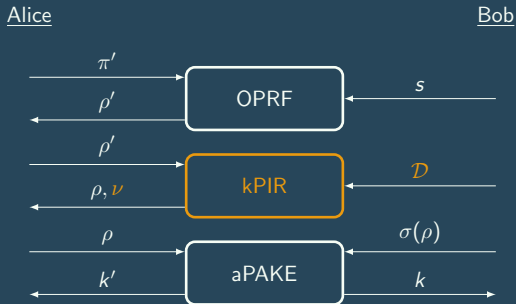 Alice Bob
π′
OPRF s
ρ′
ρ′
kPIR 𝒟
ρ, ν
ρ σ(ρ)
aPAKE
k′ k